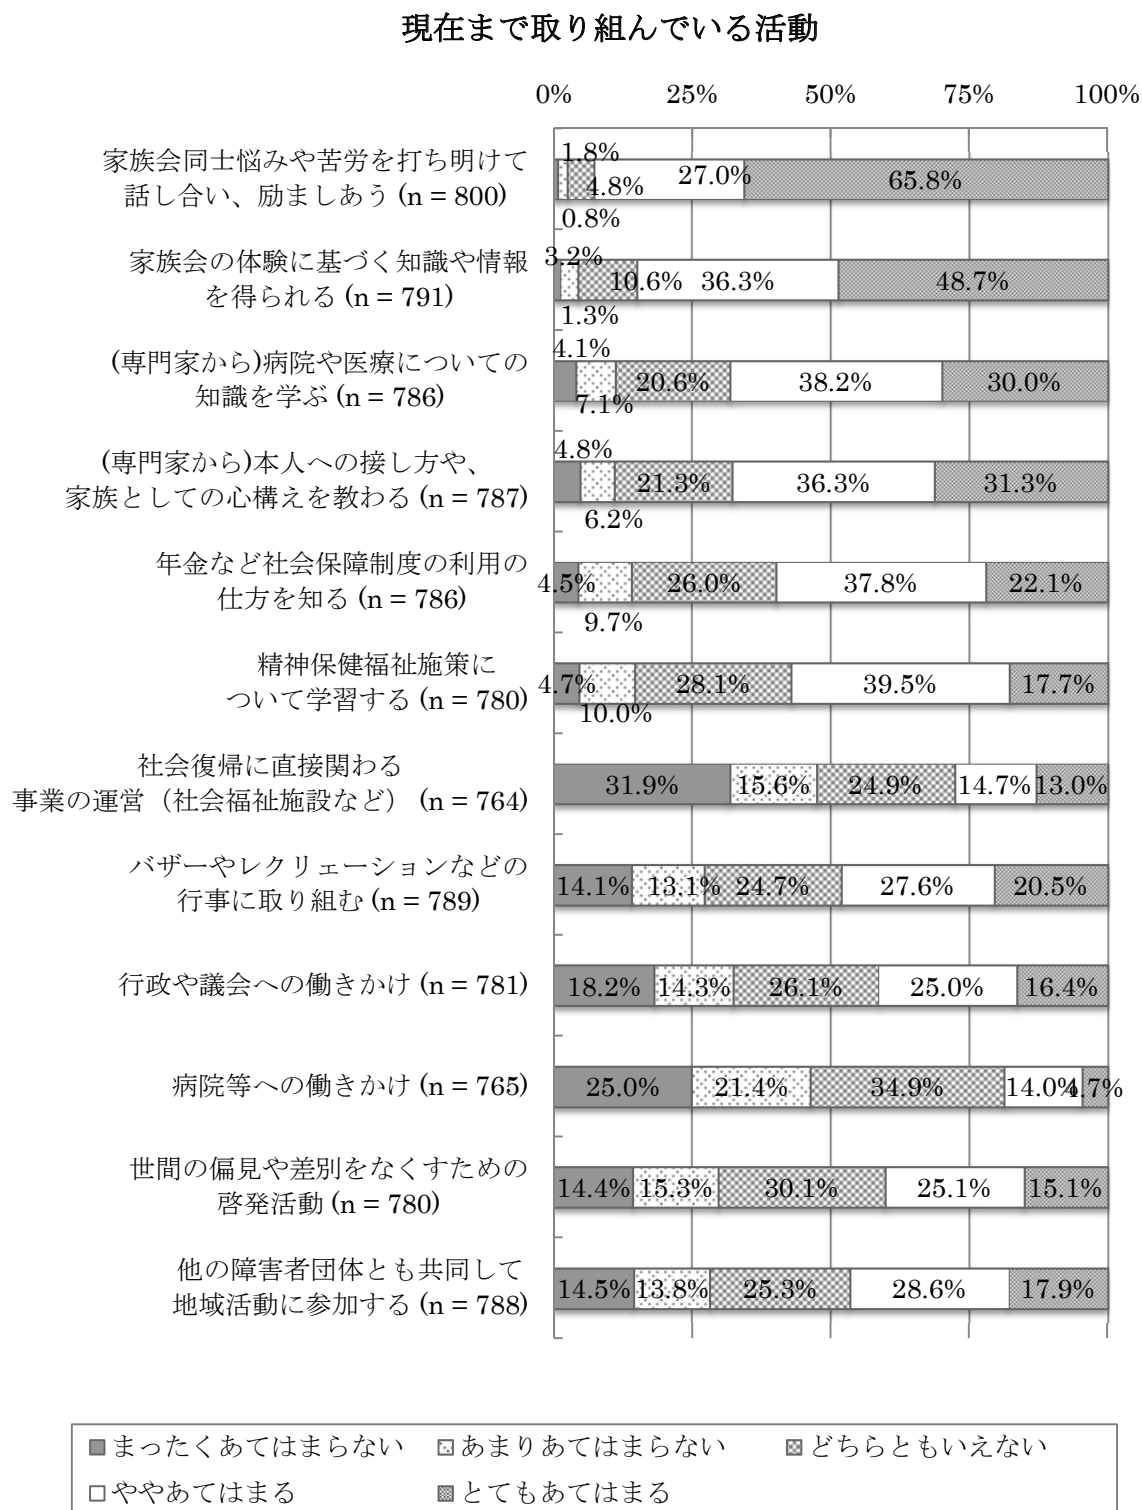 現在まで取り組んでいる活動
0% 25% 50% 75% 100%
家族会同士悩みや苦労を打ち明けて
話し合い、励ましあう (n = 800)
1.8%
4.8% 27.0% 65.8%
0.8%
家族会の体験に基づく知識や情報
を得られる (n = 791)
3.2%
10.6% 36.3% 48.7%
1.3%
(専門家から)病院や医療についての
知識を学ぶ (n = 786)
4.1%
20.6% 38.2% 30.0%
7.1%
(専門家から)本人への接し方や、
家族としての心構えを教わる (n = 787)
4.8%
21.3% 36.3% 31.3%
6.2%
年金など社会保障制度の利用の
仕方を知る (n = 786)
4.5% 26.0% 37.8% 22.1%
9.7%
精神保健福祉施策に
ついて学習する (n = 780)
4.7% 28.1% 39.5% 17.7%
10.0%
社会復帰に直接関わる
事業の運営（社会福祉施設など） (n = 764)
31.9% 15.6% 24.9% 14.7% 13.0%
バザーやレクリェーションなどの
行事に取り組む (n = 789)
14.1% 13.1% 24.7% 27.6% 20.5%
行政や議会への働きかけ (n = 781)
18.2% 14.3% 26.1% 25.0% 16.4%
病院等への働きかけ (n = 765)
25.0% 21.4% 34.9% 14.0% 4.7%
世間の偏見や差別をなくすための
啓発活動 (n = 780)
14.4% 15.3% 30.1% 25.1% 15.1%
他の障害者団体とも共同して
地域活動に参加する (n = 788)
14.5% 13.8% 25.3% 28.6% 17.9%
まったくあてはまらない あまりあてはまらない どちらともいえない
ややあてはまる とてもあてはまる